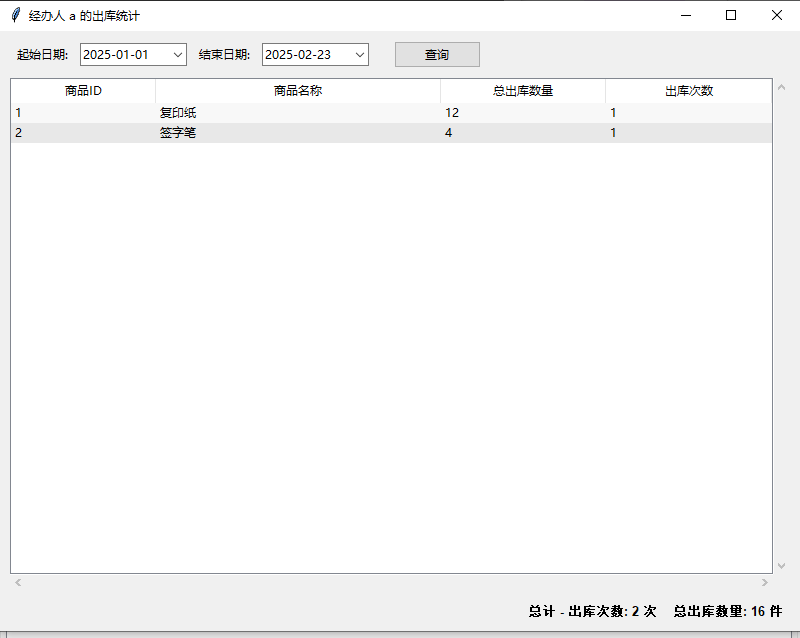 经办人 a 的出库统计
起始日期: 2025-01-01 结束日期: 2025-02-23 查询
商品ID 商品名称 总出库数量 出库次数
1 复印纸 12 1
2 签字笔 4 1
总计 - 出库次数: 2 次 总出库数量: 16 件